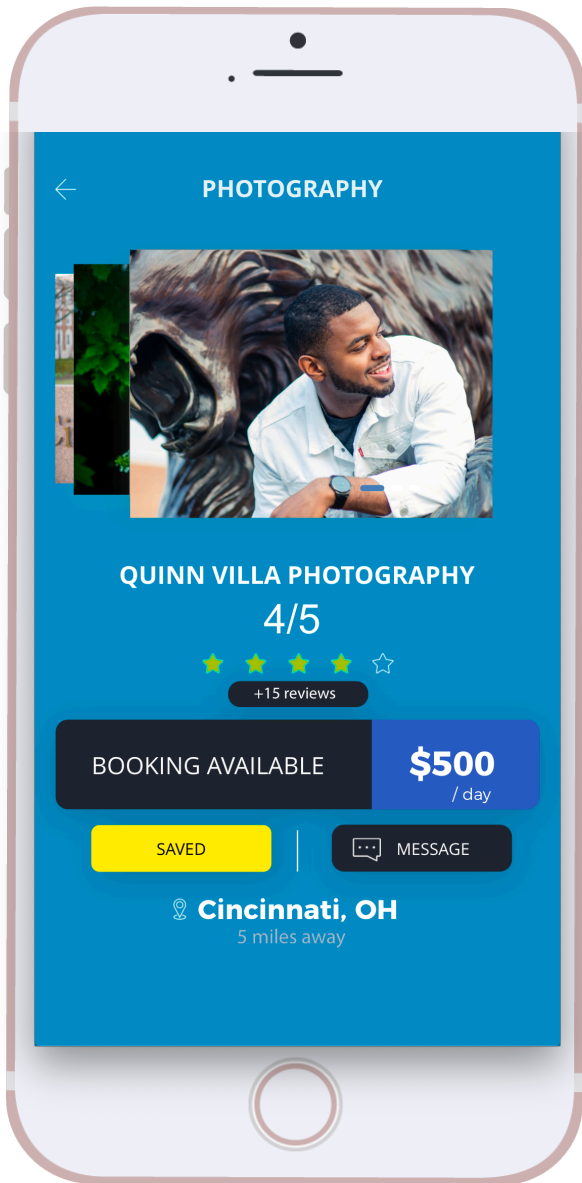 PHOTOGRAPHY
QUINN VILLA PHOTOGRAPHY
4/5
+15 reviews
BOOKING AVAILABLE
$500
/ day
SAVED
MESSAGE
Cincinnati, OH
5 miles away